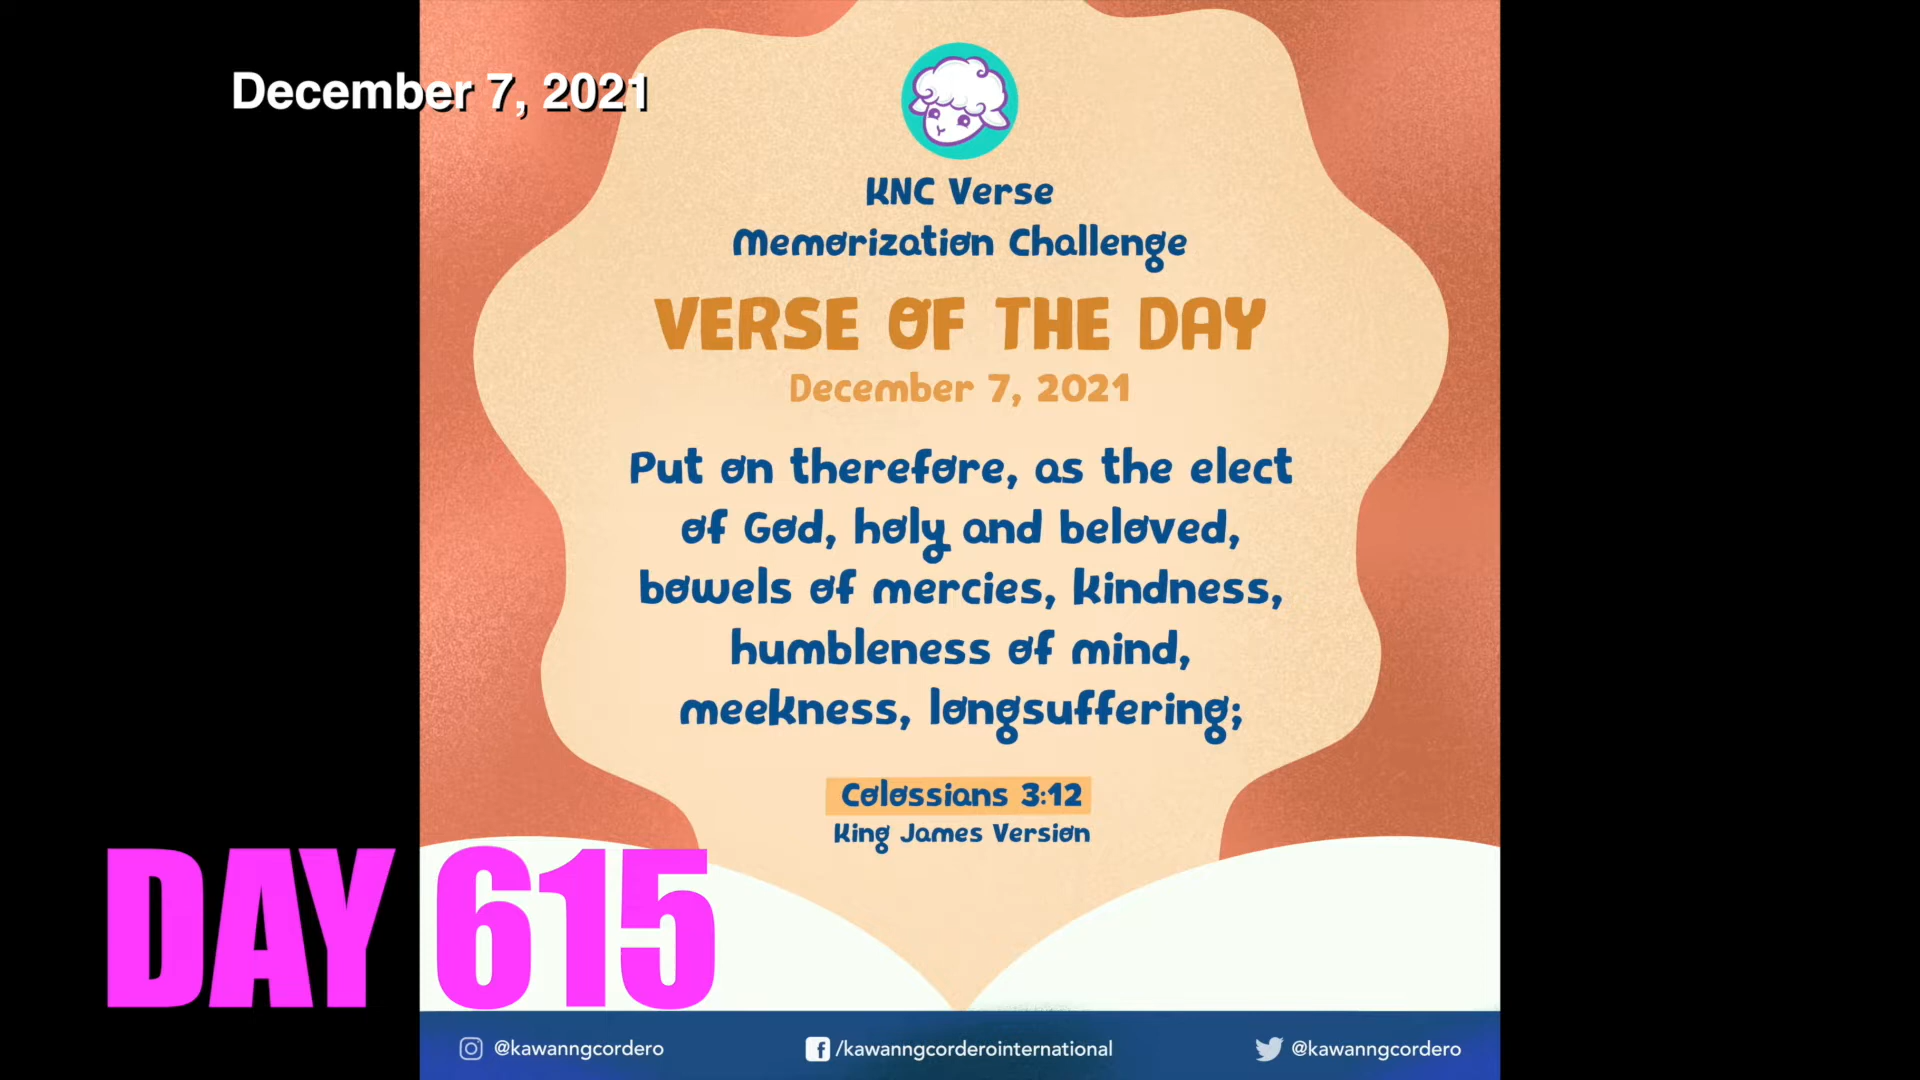 December 7, 2021
KNC Verse
Memorization Challenge
VERSE OF THE DAY
December 7, 2021
Put on therefore, as the elect
of God, holy and beloved,
bowels of mercies, kindness,
humbleness of mind,
meekness, longsuffering;
Colossians 3:12
King James Version
DAY 615
@kawanngcordero
/kawanngcorderointernational
@kawanngcordero